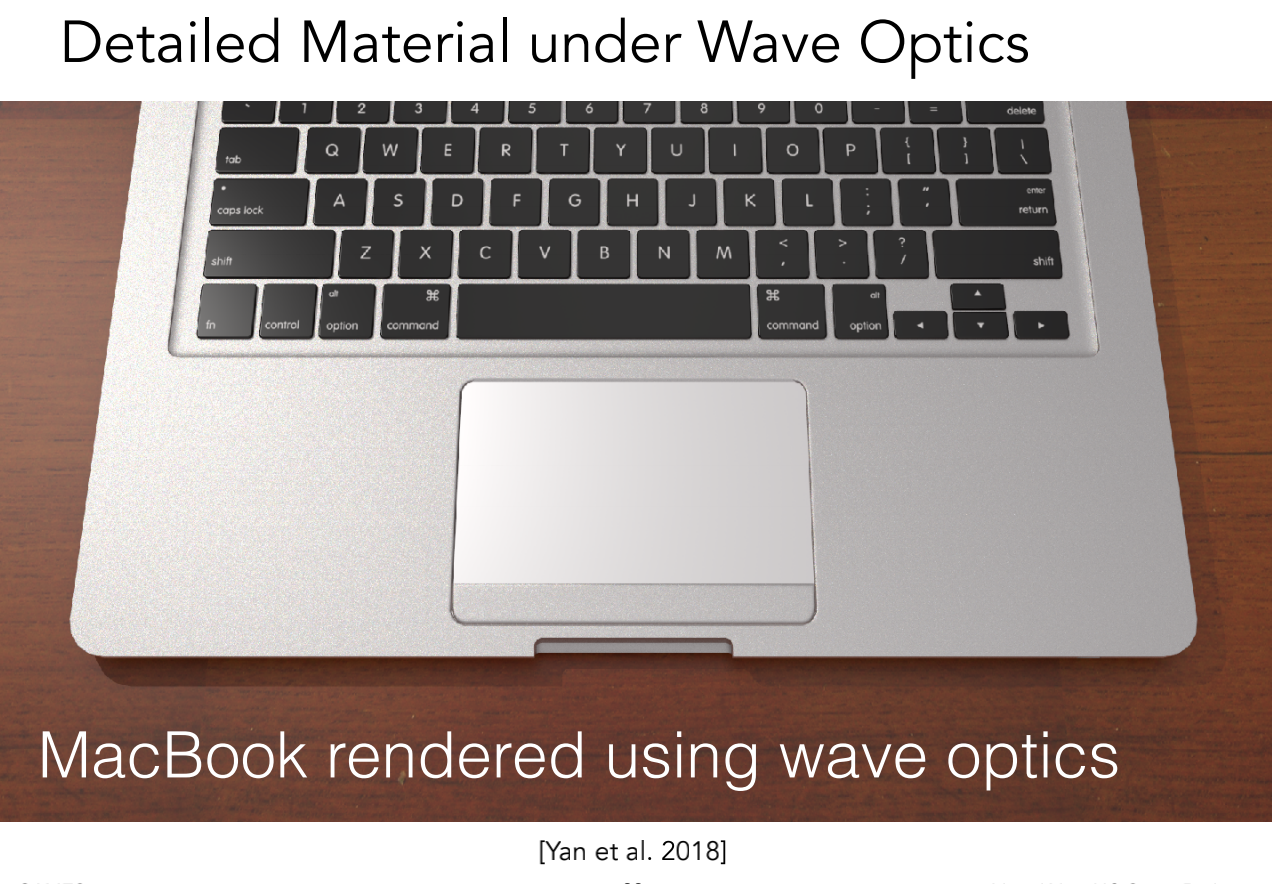 Detailed Material under Wave Optics
` 1 2 3 4 5 6 7 8 9 0 - = delete
tab Q W E R T Y U I O P { [ } ] | \
caps lock A S D F G H J K L : ; " ' enter return
shift Z X C V B N M < , > . ? / shift
fn control alt option ⌘ command ⌘ command alt option ◀ ▲ ▼ ▶
MacBook rendered using wave optics
[Yan et al. 2018]